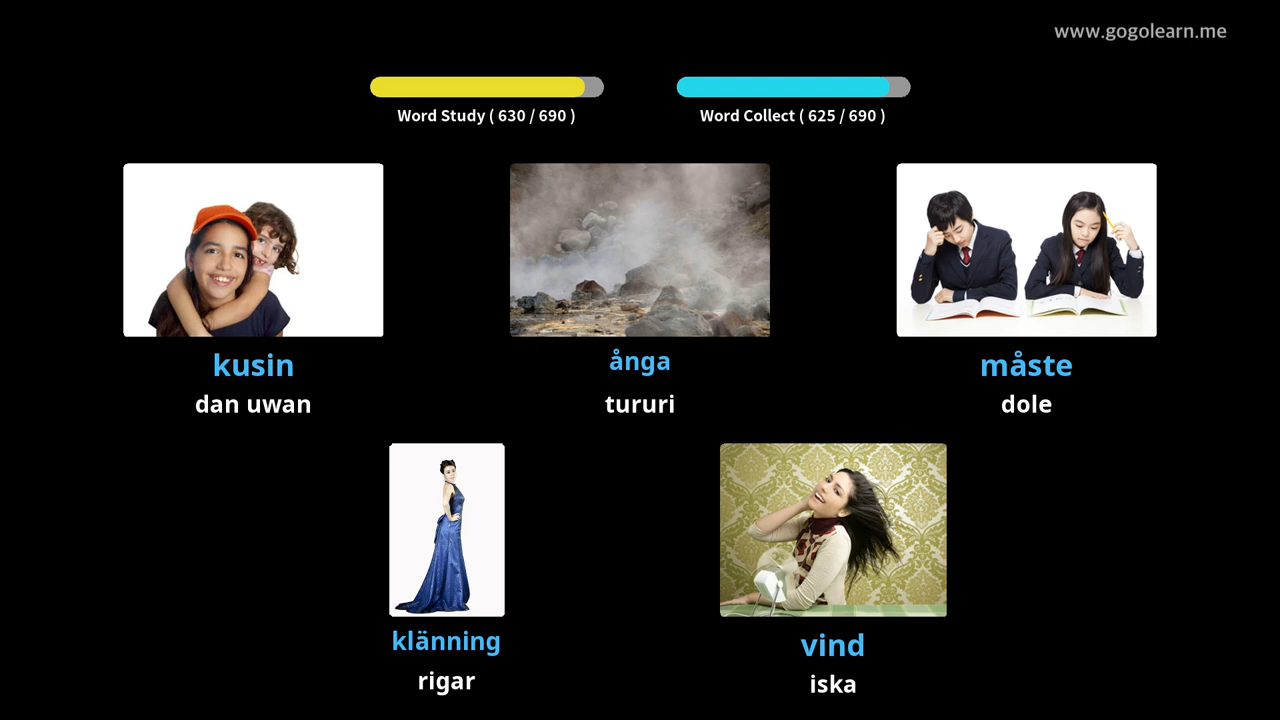 www.gogolearn.me
Word Study ( 630 / 690 )
Word Collect ( 625 / 690 )
kusin
dan uwan
ånga
tururi
måste
dole
klänning
rigar
vind
iska